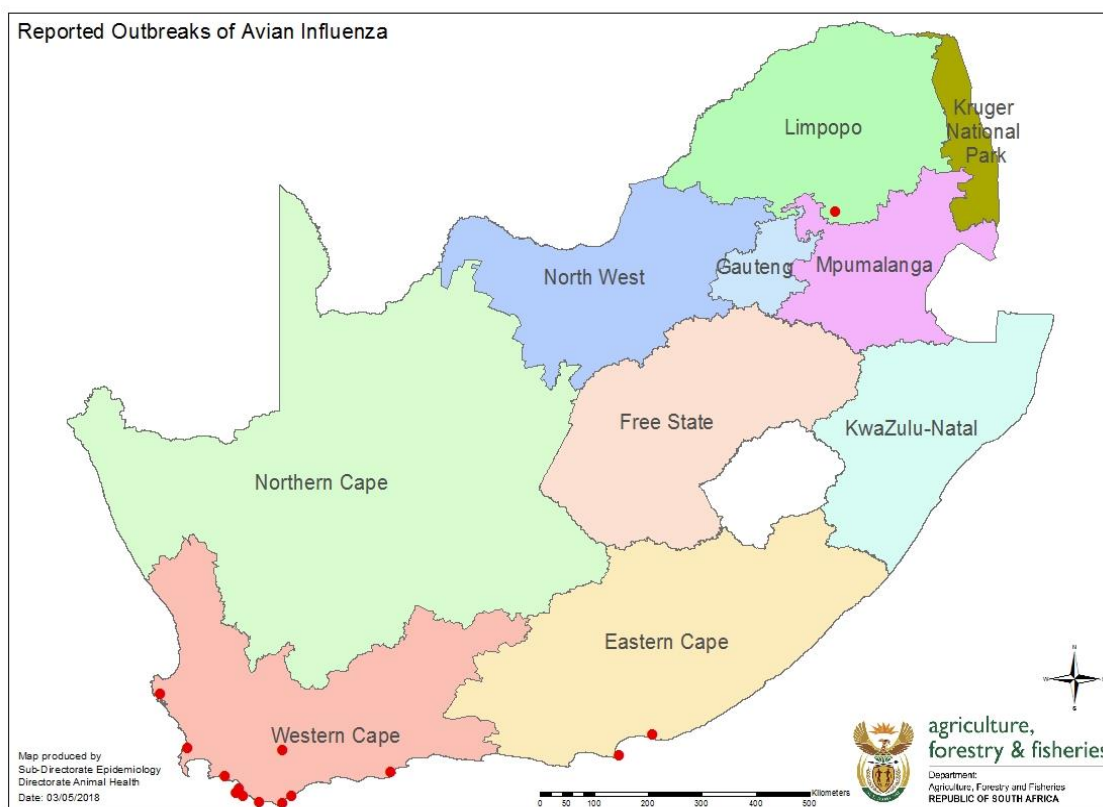 Reported Outbreaks of Avian Influenza
Limpopo
Kruger
National
Park
North West
Gauteng
Mpumalanga
Free State
KwaZulu-Natal
Northern Cape
Eastern Cape
Western Cape
N
W
S
Map produced by
Sub-Directorate Epidemiology
Directorate Animal Health
Date: 03/05/2018
Kilometers
0 50 100 200 300 400 500
agriculture,
forestry & fisheries
Department:
Agriculture, Forestry and Fisheries
REPUBLIC OF SOUTH AFRICA